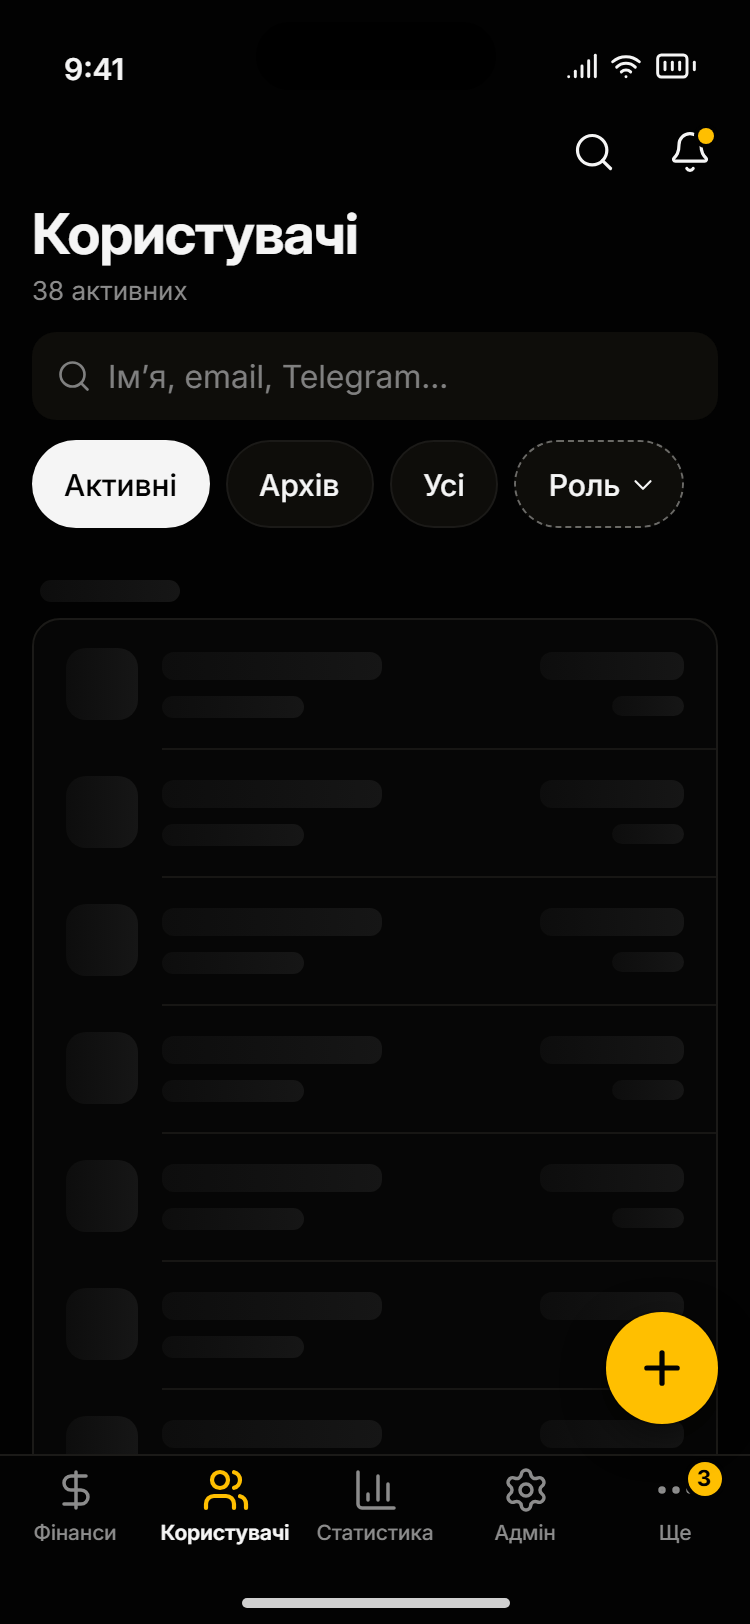 9:41
Користувачі
38 активних
Ім’я, email, Telegram...
Активні
Архів
Усі
Роль
3
Фінанси
Користувачі
Статистика
Адмін
Ще